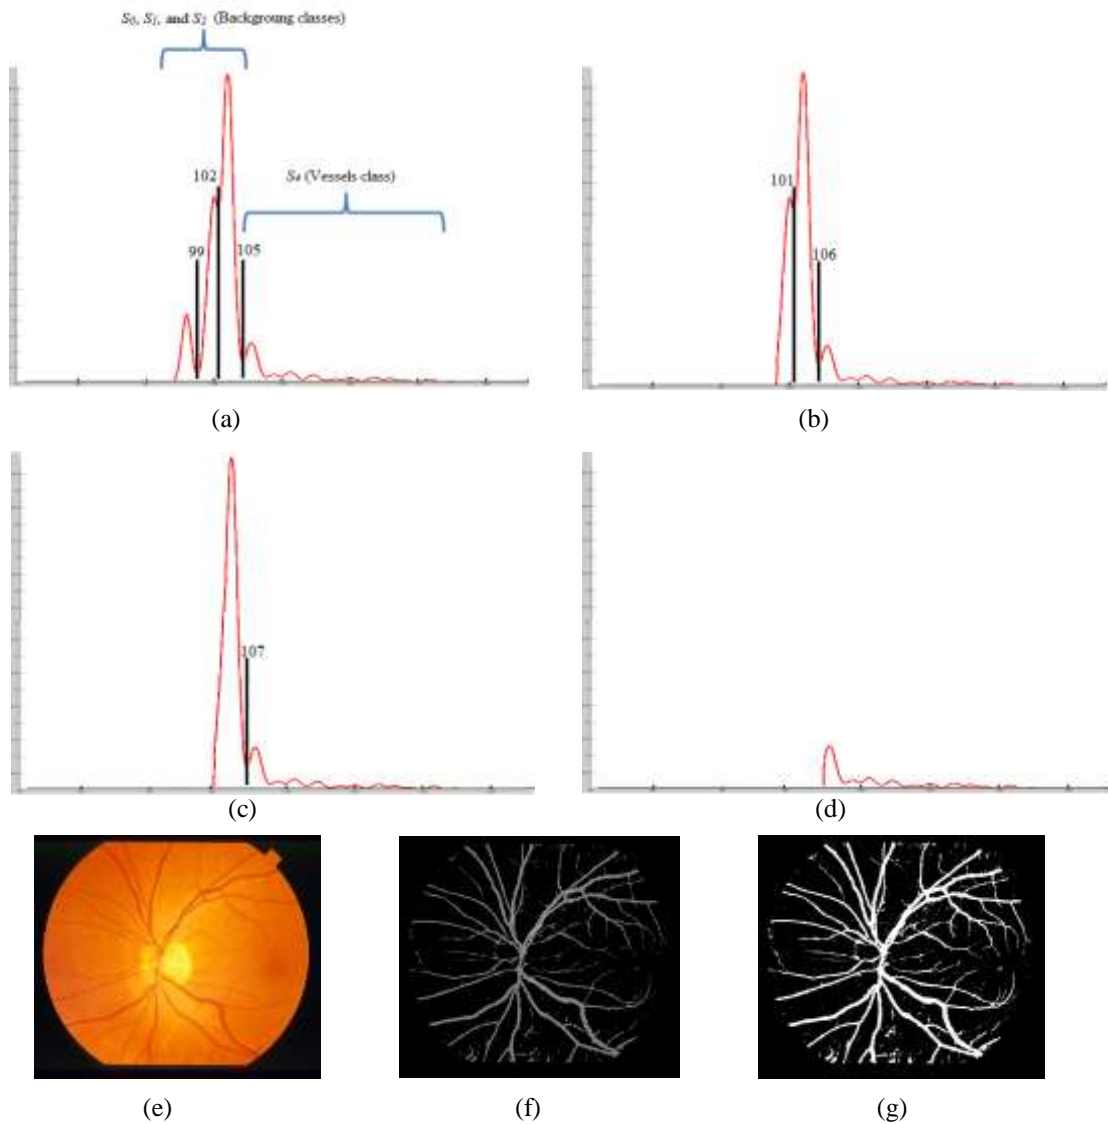 S0, S1, and S2 (Backgroung classes)
102
S4 (Vessels class)
99
105
101
106
(a)
(b)
107
(c)
(d)
(e)
(f)
(g)